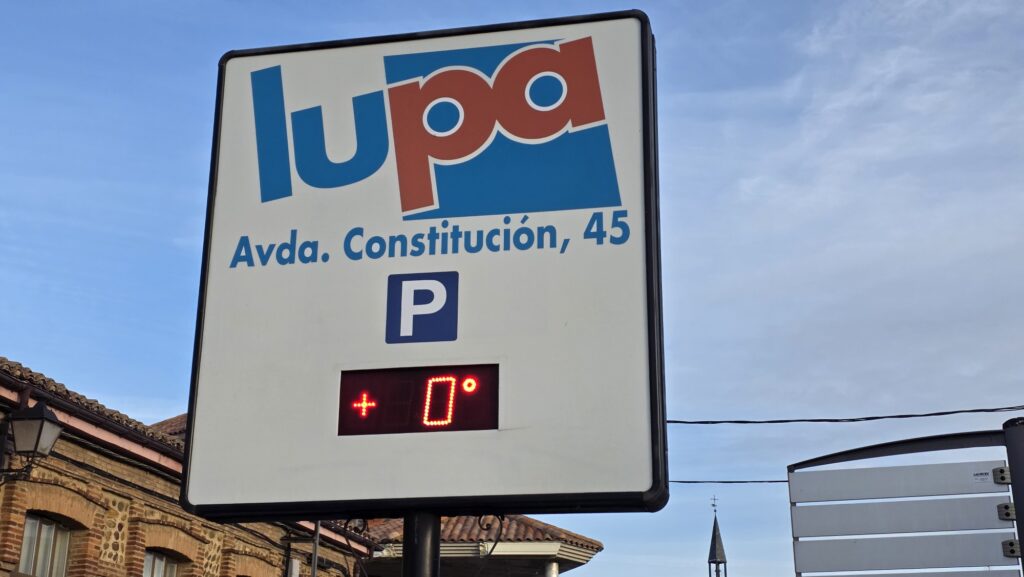 lupa
Avda. Constitución, 45
P
+ 0°